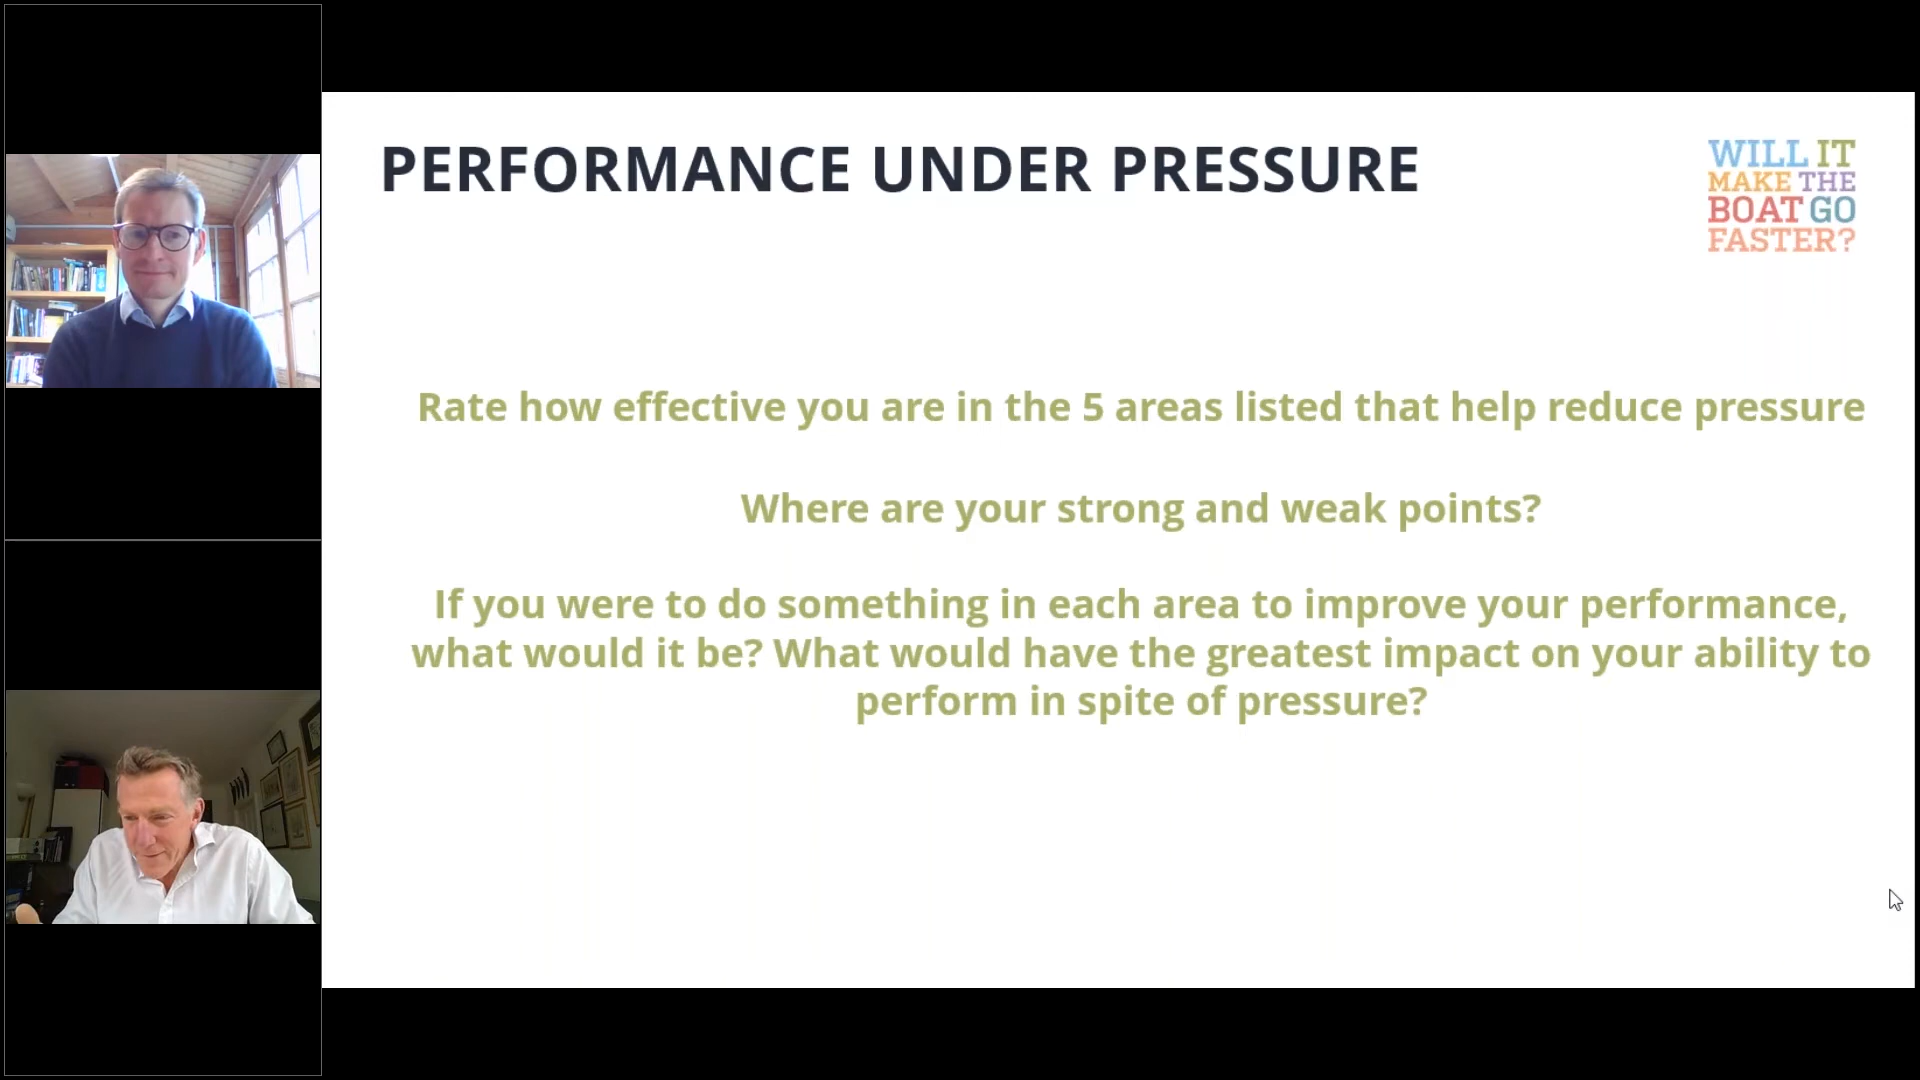 PERFORMANCE UNDER PRESSURE
WILL IT
MAKE THE
BOAT GO
FASTER?
Rate how effective you are in the 5 areas listed that help reduce pressure
Where are your strong and weak points?
If you were to do something in each area to improve your performance,
what would it be? What would have the greatest impact on your ability to
perform in spite of pressure?